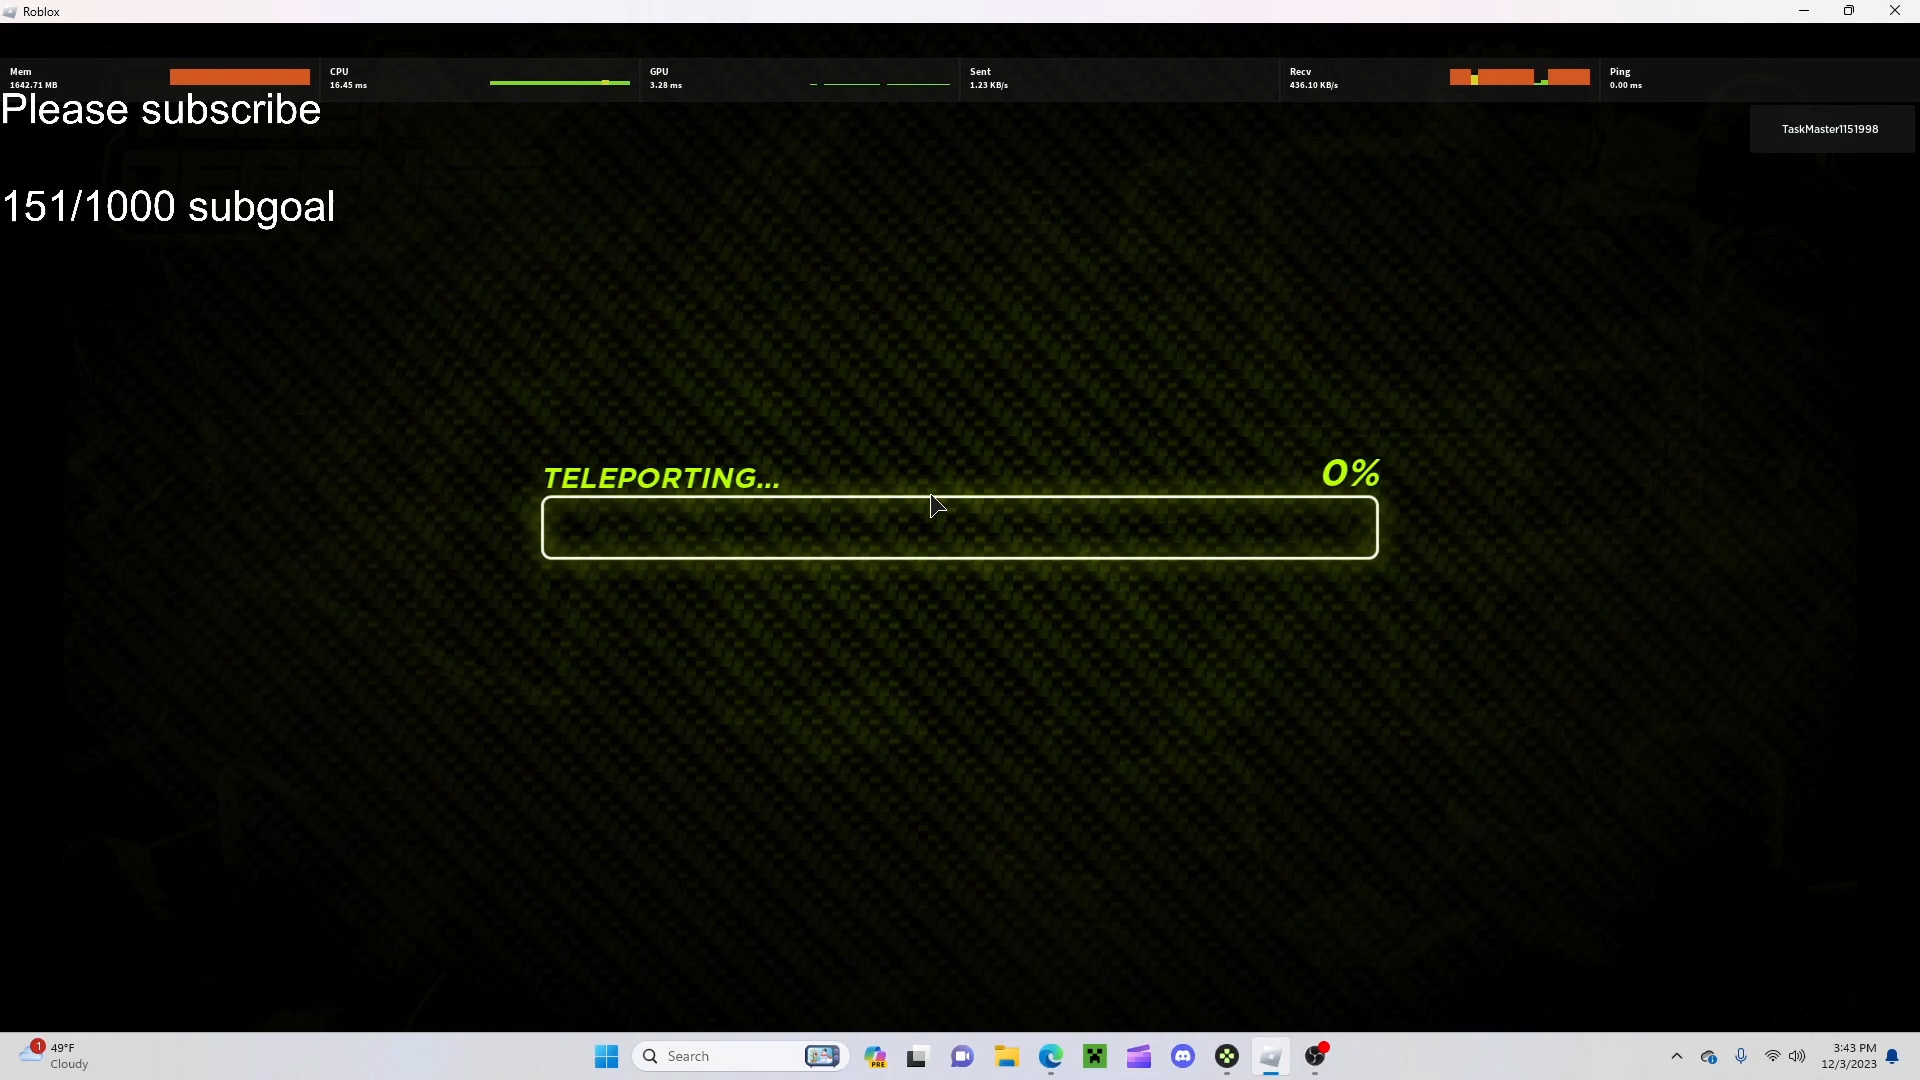 Roblox
Mem
1642.71 MB
CPU
16.45 ms
GPU
3.28 ms
Sent
1.23 KB/s
Recv
436.10 KB/s
Ping
0.00 ms
Please subscribe
TaskMaster1151998
151/1000 subgoal
TELEPORTING...
0%
1
49°F
Cloudy
Search
PRE
3:43 PM
12/3/2023